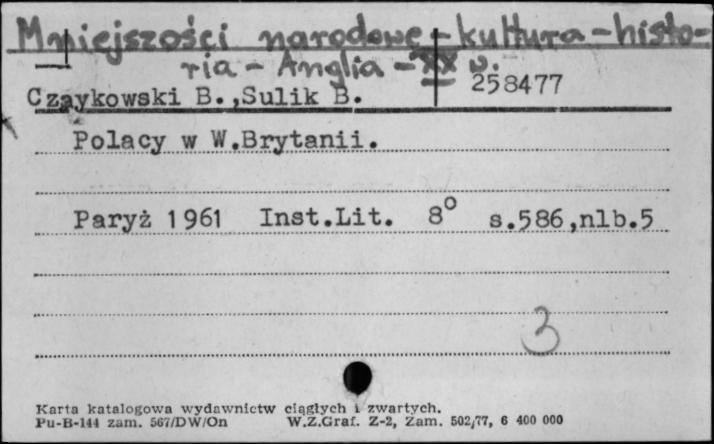 Mniejszości narodowe - kultura - histo-
ria - Anglia - XX w.
258477
Czaykowski B.,Sulik B.
Polacy w W.Brytanii.
Paryż 1961 Inst.Lit. 8° s.586,nlb.5
3
Karta katalogowa wydawnictw ciągłych i zwartych.
Pu-B-144 zam. 567/DW/On W.Z.Graf. Z-2, Zam. 502/77, 6 400 000